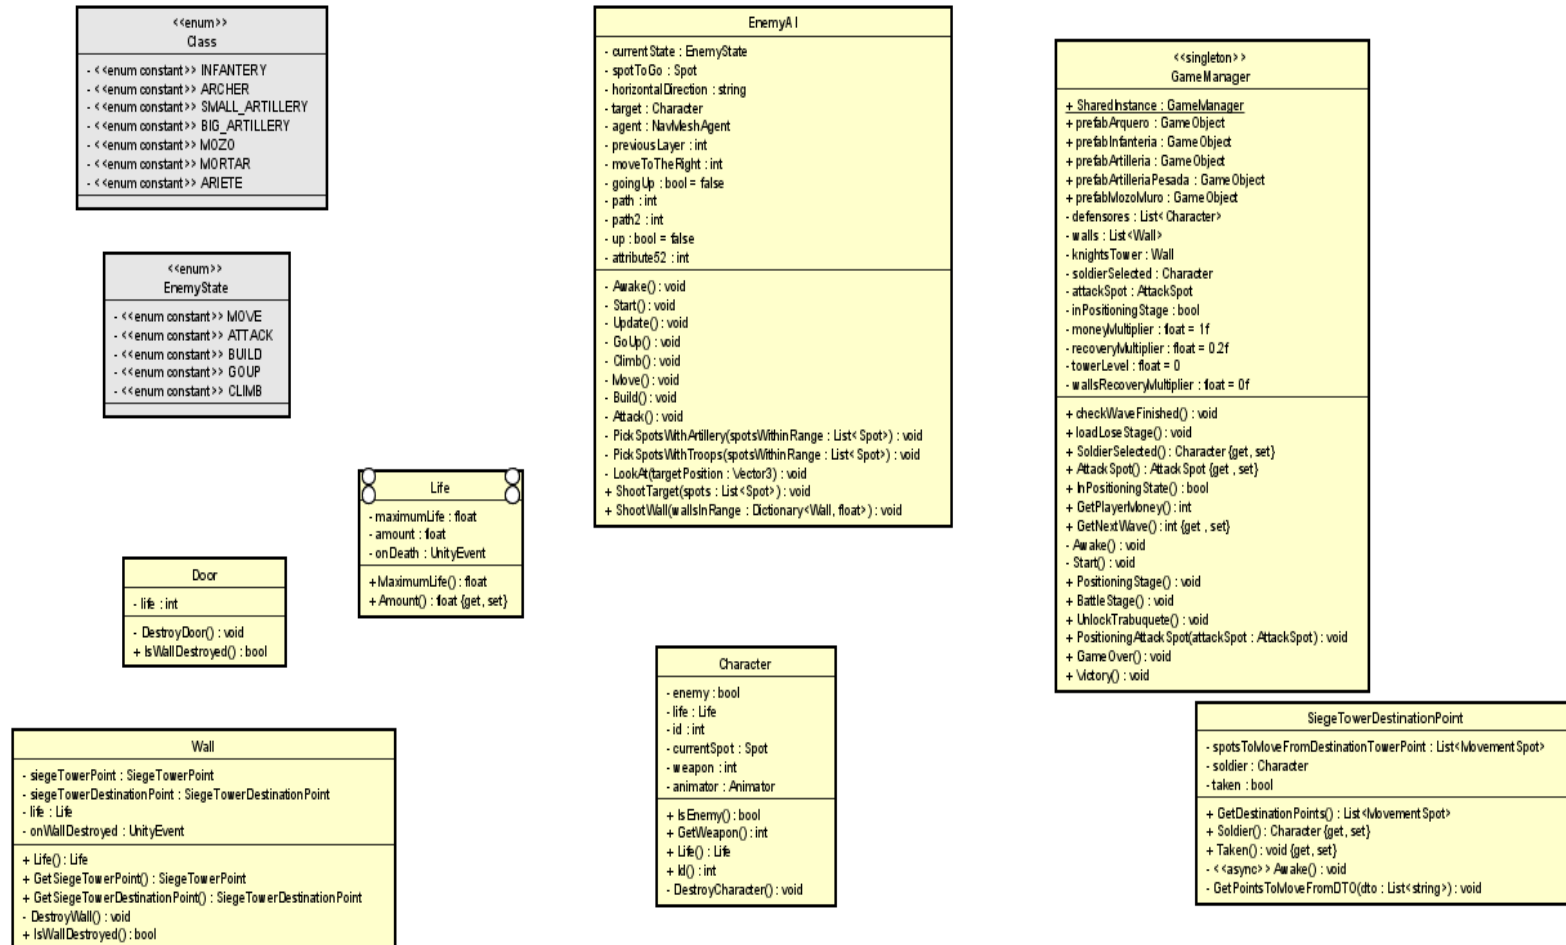 <<enum>>
Class
- <<enum constant>> INFANTERY
- <<enum constant>> ARCHER
- <<enum constant>> SMALL_ARTILLERY
- <<enum constant>> BIG_ARTILLERY
- <<enum constant>> MOZO
- <<enum constant>> MORTAR
- <<enum constant>> ARIETE
<<enum>>
EnemyState
- <<enum constant>> MOVE
- <<enum constant>> ATTACK
- <<enum constant>> BUILD
- <<enum constant>> GOUP
- <<enum constant>> CLIMB
EnemyAI
- currentState : EnemyState
- spotToGo : Spot
- horizontalDirection : string
- target : Character
- agent : NavMeshAgent
- previousLayer : int
- moveToTheRight : int
- goingUp : bool = false
- path : int
- path2 : int
- up : bool = false
- attribute52 : int
- Awake() : void
- Start() : void
- Update() : void
- GoUp() : void
- Climb() : void
- Move() : void
- Build() : void
- Attack() : void
- PickSpotsWithArtillery(spotsWithinRange : List<Spot>) : void
- PickSpotsWithTroops(spotsWithinRange : List<Spot>) : void
- LookAt(targetPosition : Vector3) : void
+ ShootTarget(spots : List<Spot>) : void
+ ShootWall(wallsInRange : Dictionary<Wall, float>) : void
<<singleton>>
GameManager
+ SharedInstance : GameManager
+ prefabArquero : GameObject
+ prefabInfanteria : GameObject
+ prefabArtilleria : GameObject
+ prefabArtilleriaPesada : GameObject
+ prefabMozoMuro : GameObject
- defensores : List<Character>
- walls : List<Wall>
- knightsTower : Wall
- soldierSelected : Character
- attackSpot : AttackSpot
- inPositioningStage : bool
- moneyMultiplier : float = 1f
- recoveryMultiplier : float = 0.2f
- towerLevel : float = 0
- wallsRecoveryMultiplier : float = 0f
+ checkWaveFinished() : void
+ loadLoseStage() : void
+ SoldierSelected() : Character {get, set}
+ AttackSpot() : AttackSpot {get , set}
+ InPositioningState() : bool
+ GetPlayerMoney() : int
+ GetNextWave() : int {get , set}
- Awake() : void
- Start() : void
+ PositioningStage() : void
+ BattleStage() : void
+ UnlockTrabuquete() : void
+ PositioningAttackSpot(attackSpot : AttackSpot) : void
+ GameOver() : void
+ Victory() : void
Life
- maximumLife : float
- amount : float
- onDeath : UnityEvent
+ MaximumLife() : float
+ Amount() : float {get, set}
Door
- life : int
- DestroyDoor() : void
+ IsWallDestroyed() : bool
Character
- enemy : bool
- life : Life
- id : int
- currentSpot : Spot
- weapon : int
- animator : Animator
+ IsEnemy() : bool
+ GetWeapon() : int
+ Life() : Life
+ Id() : int
- DestroyCharacter() : void
SiegeTowerDestinationPoint
- spotsToMoveFromDestinationTowerPoint : List<MovementSpot>
- soldier : Character
- taken : bool
+ GetDestinationPoints() : List<MovementSpot>
+ Soldier() : Character {get, set}
+ Taken() : void {get, set}
- <<async>> Awake() : void
- GetPointsToMoveFromDTO(dto : List<string>) : void
Wall
- siegeTowerPoint : SiegeTowerPoint
- siegeTowerDestinationPoint : SiegeTowerDestinationPoint
- life : Life
- onWallDestroyed : UnityEvent
+ Life() : Life
+ GetSiegeTowerPoint() : SiegeTowerPoint
+ GetSiegeTowerDestinationPoint() : SiegeTowerDestinationPoint
- DestroyWall() : void
+ IsWallDestroyed() : bool